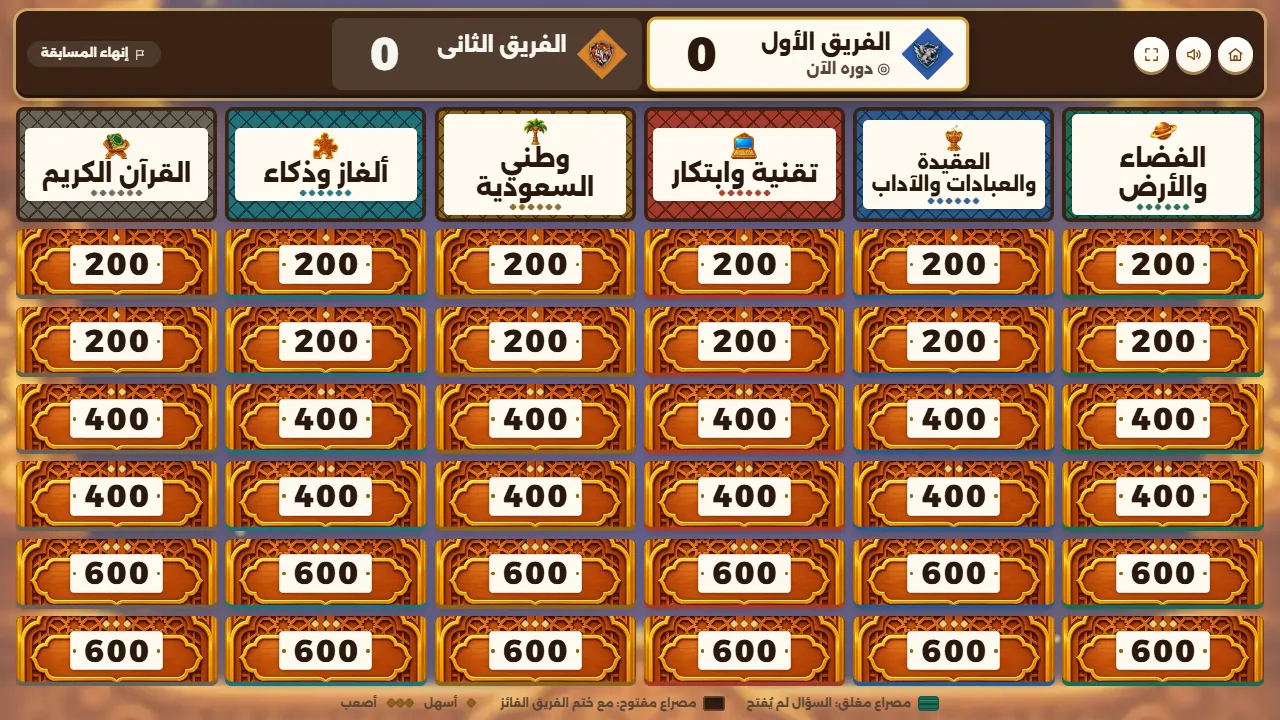 الفريق الأول
دوره الآن
0
الفريق الثاني
0
إنهاء المسابقة
الفضاء
والأرض
العقيدة
والعبادات والآداب
تقنية وابتكار
وطني
السعودية
ألغاز وذكاء
القرآن الكريم
200 200 200 200 200 200
200 200 200 200 200 200
400 400 400 400 400 400
400 400 400 400 400 400
600 600 600 600 600 600
600 600 600 600 600 600
مصراع مغلق: السؤال لم يُفتح
مصراع مفتوح: مع ختم الفريق الفائز
أسهل
أصعب